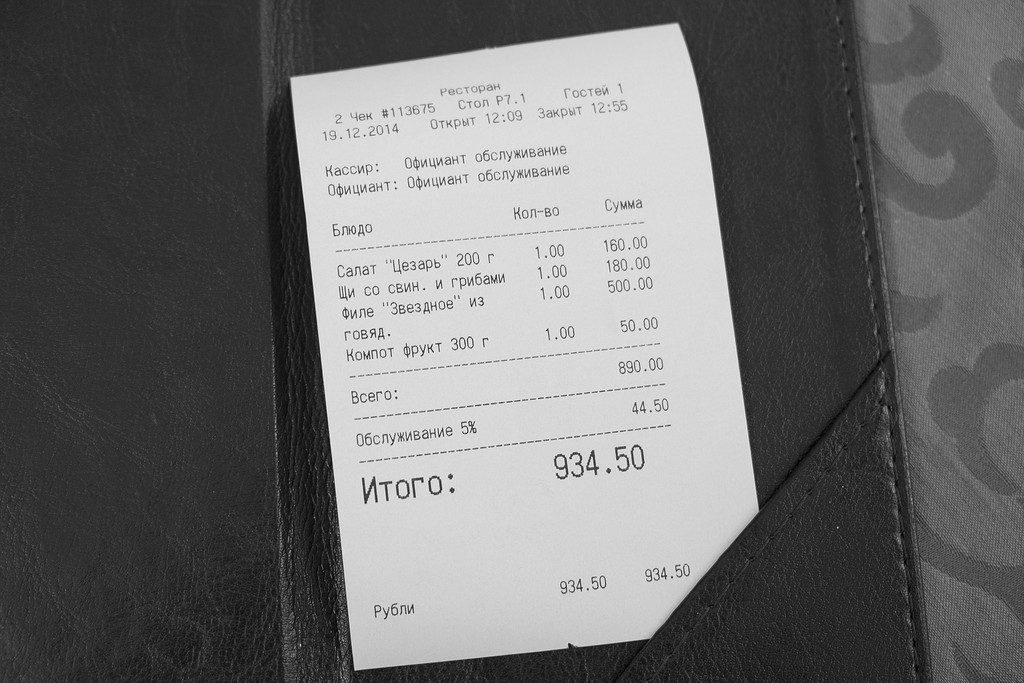 Ресторан
2 Чек #113675 Стол Р7.1 Гостей 1
19.12.2014 Открыт 12:09 Закрыт 12:55
Кассир: Официант обслуживание
Официант: Официант обслуживание
Блюдо Кол-во Сумма
Салат "Цезарь" 200 г 1.00 160.00
Щи со свин. и грибами 1.00 180.00
Филе "Звездное" из 1.00 500.00
говяд.
Компот фрукт 300 г 1.00 50.00
Всего: 890.00
Обслуживание 5% 44.50
Итого: 934.50
Рубли 934.50 934.50